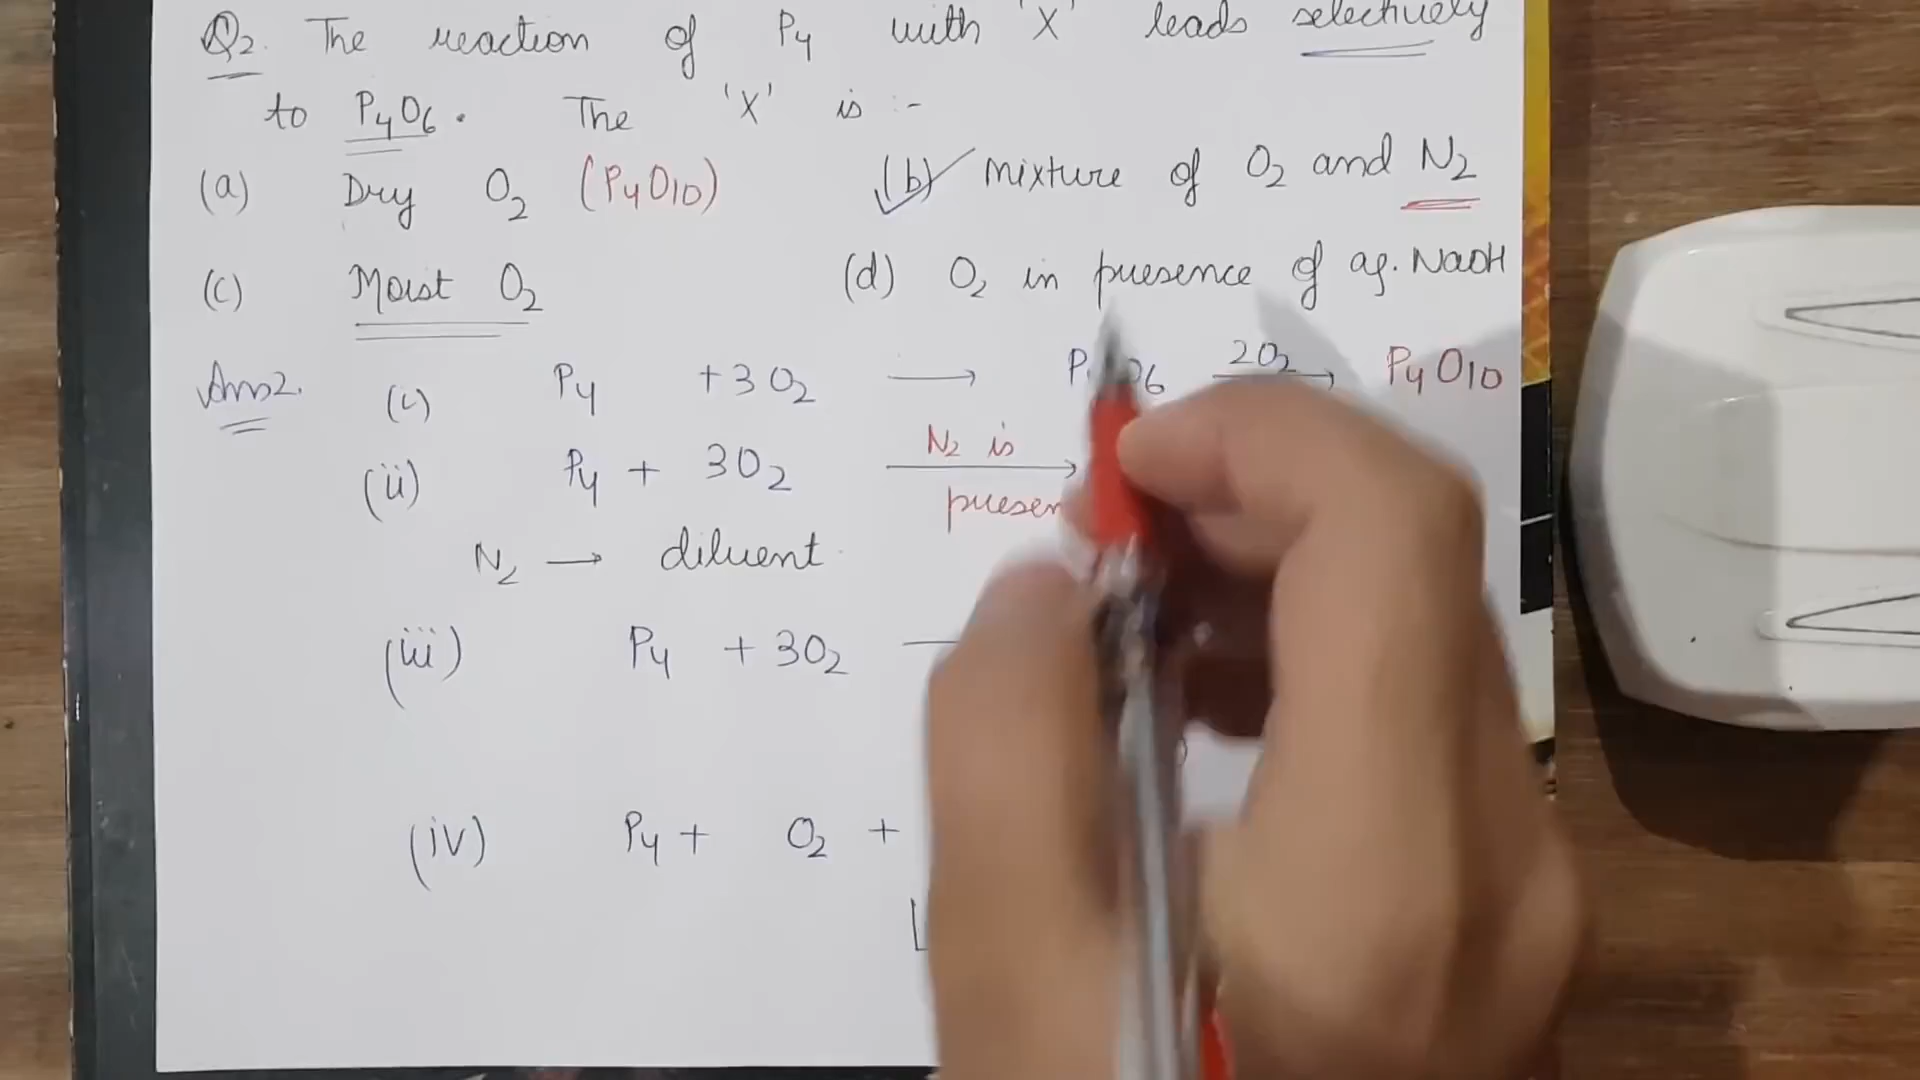 Q2. The reaction of P4 with 'X' leads selectively
to P4O6. The 'X' is :-
(a) Dry O2 (P4O10) (b) mixture of O2 and N2
(c) Moist O2 (d) O2 in presence of aq. NaOH
Ans2. (i) P4 + 3O2 → 2O2 → P4O10
(ii) P4 + 3O2 N2 is →
N2 → diluent
(iii) P4 + 3O2
(iv) P4 + O2 +